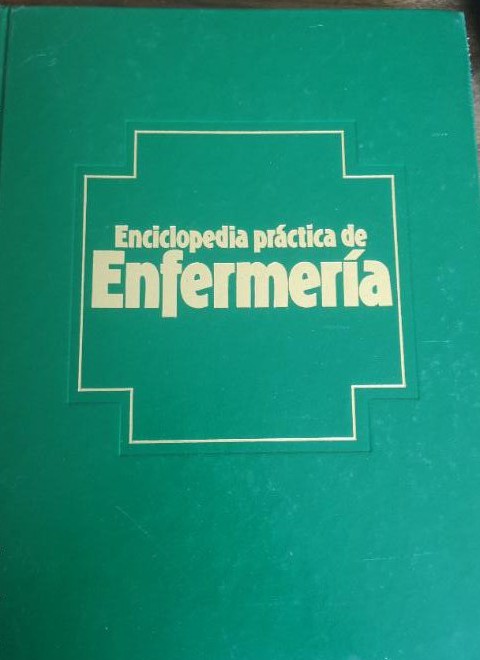 Enciclopedia práctica de
Enfermería